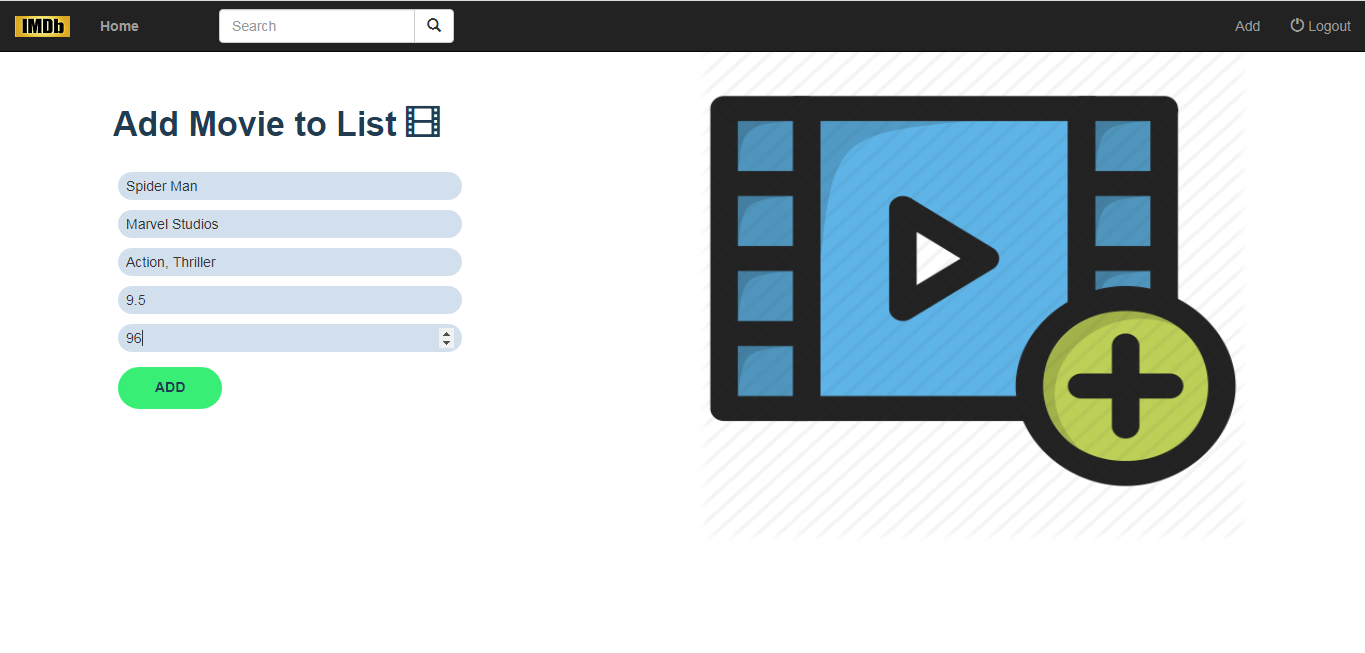 IMDb Home Search Add Logout
Add Movie to List
Spider Man
Marvel Studios
Action, Thriller
9.5
96
ADD